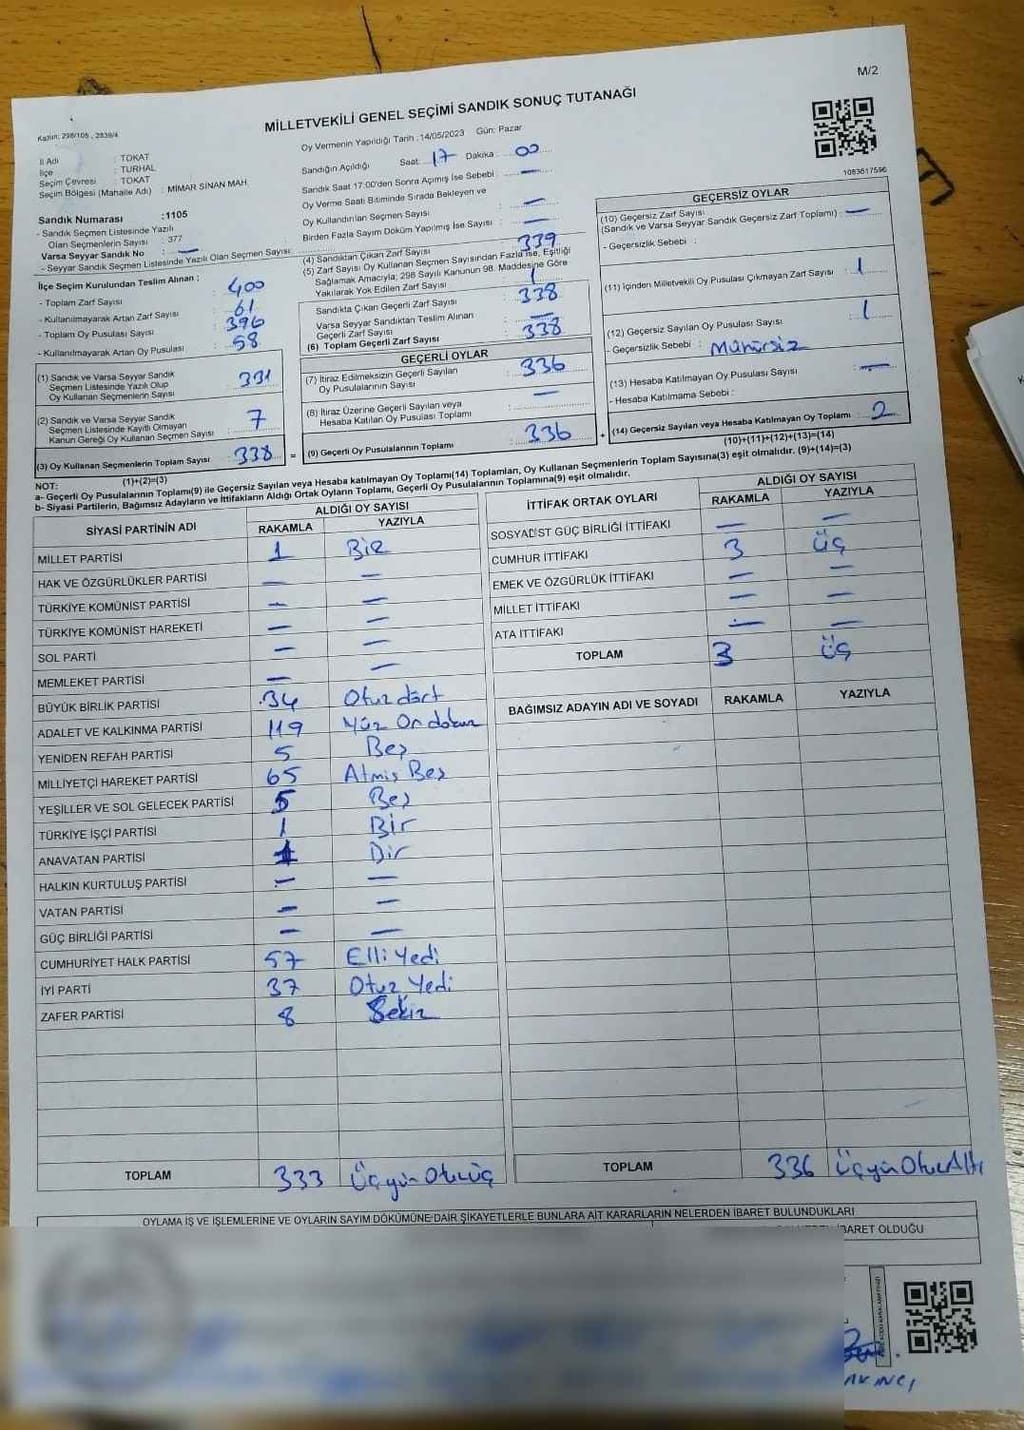 M/2
MİLLETVEKİLİ GENEL SEÇİMİ SANDIK SONUÇ TUTANAĞI
Kanun: 298/105 , 2839/4
Oy Vermenin Yapıldığı Tarih : 14/05/2023 Gün: Pazar
İl Adı : TOKAT
İlçe : TURHAL
Seçim Çevresi : TOKAT
Seçim Bölgesi (Mahalle Adı) : MİMAR SİNAN MAH.
Sandık Numarası : 1105
- Sandık Seçmen Listesinde Yazılı
Olan Seçmenlerin Sayısı : 377
Varsa Seyyar Sandık No : —
- Seyyar Sandık Seçmen Listesinde Yazılı Olan Seçmen Sayısı:
İlçe Seçim Kurulundan Teslim Alınan :
- Toplam Zarf Sayısı : 400
- Kullanılmayarak Artan Zarf Sayısı : 61
- Toplam Oy Pusulası Sayısı : 396
- Kullanılmayarak Artan Oy Pusulası : 58
(1) Sandık ve Varsa Seyyar Sandık
Seçmen Listesinde Yazılı Olup
Oy Kullanan Seçmenlerin Sayısı : 331
(2) Sandık ve Varsa Seyyar Sandık
Seçmen Listesinde Kayıtlı Olmayan
Kanun Gereği Oy Kullanan Seçmen Sayısı : 7
(3) Oy Kullanan Seçmenlerin Toplam Sayısı : 338
(1)+(2)=(3)
Sandığın Açıldığı Saat: 17 Dakika : 00
Sandık Saat 17:00'den Sonra Açılmış İse Sebebi : —
Oy Verme Saati Bitiminde Sırada Bekleyen ve
Oy Kullandırılan Seçmen Sayısı : —
Birden Fazla Sayım Döküm Yapılmış İse Sayısı : —
(4) Sandıktan Çıkan Zarf Sayısı : 339
(5) Zarf Sayısı Oy Kullanan Seçmen Sayısından Fazla ise, Eşitliği
Sağlamak Amacıyla, 298 Sayılı Kanunun 98. Maddesine Göre
Yakılarak Yok Edilen Zarf Sayısı : 1
Sandıkta Çıkan Geçerli Zarf Sayısı : 338
Varsa Seyyar Sandıktan Teslim Alınan
Geçerli Zarf Sayısı : —
(6) Toplam Geçerli Zarf Sayısı : 338
GEÇERLİ OYLAR
(7) İtiraz Edilmeksizin Geçerli Sayılan
Oy Pusulalarının Sayısı : 336
(8) İtiraz Üzerine Geçerli Sayılan veya
Hesaba Katılan Oy Pusulası Toplamı : —
(9) Geçerli Oy Pusulalarının Toplamı : 336
1083617596
GEÇERSİZ OYLAR
(10) Geçersiz Zarf Sayısı
(Sandık ve Varsa Seyyar Sandık Geçersiz Zarf Toplamı) : —
- Geçersizlik Sebebi :
(11) İçinden Milletvekili Oy Pusulası Çıkmayan Zarf Sayısı : 1
(12) Geçersiz Sayılan Oy Pusulası Sayısı : 1
- Geçersizlik Sebebi : Mühürsüz
(13) Hesaba Katılmayan Oy Pusulası Sayısı : —
- Hesaba Katılmama Sebebi :
(14) Geçersiz Sayılan veya Hesaba Katılmayan Oy Toplamı : 2
(10)+(11)+(12)+(13)=(14)
NOT:
a- Geçerli Oy Pusulalarının Toplamı(9) ile Geçersiz Sayılan veya Hesaba katılmayan Oy Toplamı(14) Toplamları, Oy Kullanan Seçmenlerin Toplam Sayısına(3) eşit olmalıdır. (9)+(14)=(3)
b- Siyasi Partilerin, Bağımsız Adayların ve İttifakların Aldığı Ortak Oyların Toplamı, Geçerli Oy Pusulalarının Toplamına(9) eşit olmalıdır.
SİYASİ PARTİNİN ADI ALDIĞI OY SAYISI
RAKAMLA YAZIYLA
MİLLET PARTİSİ 1 Bir
HAK VE ÖZGÜRLÜKLER PARTİSİ — —
TÜRKİYE KOMÜNİST PARTİSİ — —
TÜRKİYE KOMÜNİST HAREKETİ — —
SOL PARTİ — —
MEMLEKET PARTİSİ — —
BÜYÜK BİRLİK PARTİSİ 34 Otuz dört
ADALET VE KALKINMA PARTİSİ 119 Yüz On dokuz
YENİDEN REFAH PARTİSİ 5 Beş
MİLLİYETÇİ HAREKET PARTİSİ 65 Atmış Beş
YEŞİLLER VE SOL GELECEK PARTİSİ 5 Beş
TÜRKİYE İŞÇİ PARTİSİ 1 Bir
ANAVATAN PARTİSİ 1 Bir
HALKIN KURTULUŞ PARTİSİ — —
VATAN PARTİSİ — —
GÜÇ BİRLİĞİ PARTİSİ — —
CUMHURİYET HALK PARTİSİ 57 Elli Yedi
İYİ PARTİ 37 Otuz Yedi
ZAFER PARTİSİ 8 Sekiz
TOPLAM 333 Üçyüz Otuzüç
İTTİFAK ORTAK OYLARI ALDIĞI OY SAYISI
RAKAMLA YAZIYLA
SOSYALİST GÜÇ BİRLİĞİ İTTİFAKI — —
CUMHUR İTTİFAKI 3 Üç
EMEK VE ÖZGÜRLÜK İTTİFAKI — —
MİLLET İTTİFAKI — —
ATA İTTİFAKI — —
TOPLAM 3 Üç
BAĞIMSIZ ADAYIN ADI VE SOYADI RAKAMLA YAZIYLA
TOPLAM 336 Üçyüz Otuz Altı
OYLAMA İŞ VE İŞLEMLERİNE VE OYLARIN SAYIM DÖKÜMÜNE DAİR ŞİKAYETLERLE BUNLARA AİT KARARLARIN NELERDEN İBARET BULUNDUKLARI
İBARET OLDUĞU